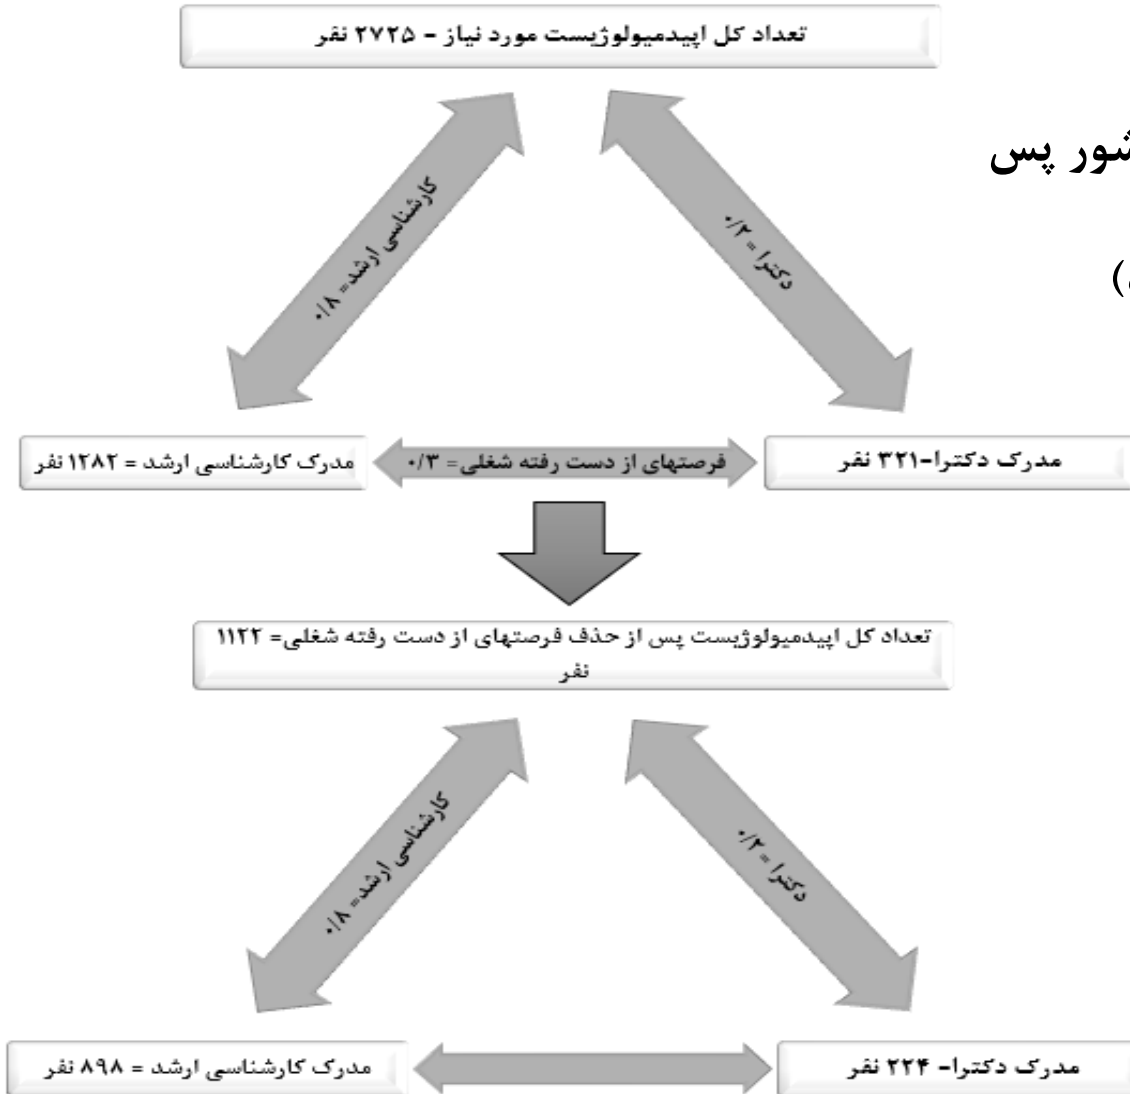 تعداد کل اپیدمیولوژیست مورد نیاز - ۲۷۲۵ نفر
شور پس
کارشناسی ارشد= ۰/۸
دکترا = ۰/۲
(
مدرک دکترا-۳۲۱ نفر
فرصتهای از دست رفته شغلی= ۰/۳
مدرک کارشناسی ارشد = ۱۲۸۲ نفر
تعداد کل اپیدمیولوژیست پس از حذف فرصتهای از دست رفته شغلی= ۱۱۲۲
نفر
کارشناسی ارشد= ۰/۸
دکترا = ۰/۲
مدرک دکترا- ۲۲۴ نفر
مدرک کارشناسی ارشد = ۸۹۸ نفر